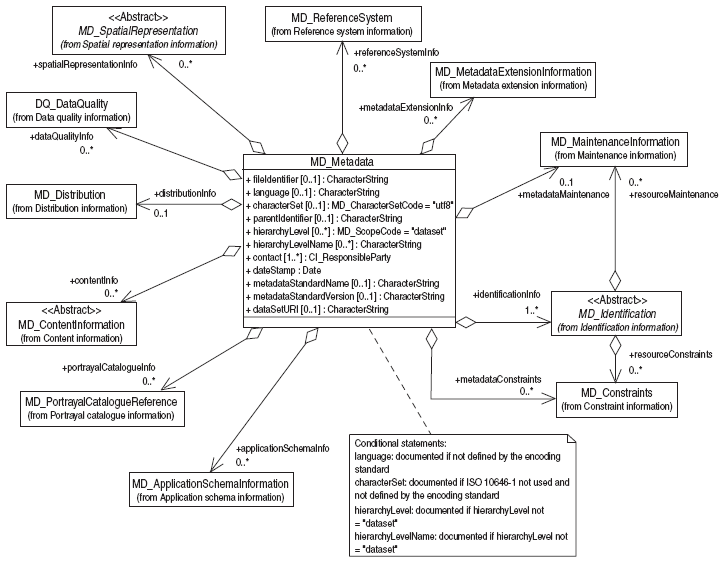 <<Abstract>>
MD_SpatialRepresentation
(from Spatial representation information)
+spatialRepresentationInfo
0..*
MD_ReferenceSystem
(from Reference system information)
+referenceSystemInfo
0..*
MD_MetadataExtensionInformation
(from Metadata extension information)
+metadataExtensionInfo
0..*
DQ_DataQuality
(from Data quality information)
+dataQualityInfo
0..*
MD_MaintenanceInformation
(from Maintenance information)
0..1
+metadataMaintenance
0..*
+resourceMaintenance
MD_Distribution
(from Distribution information)
+distributionInfo
0..1
MD_Metadata
+ fileIdentifier [0..1] : CharacterString
+ language [0..1] : CharacterString
+ characterSet [0..1] : MD_CharacterSetCode = "utf8"
+ parentIdentifier [0..1] : CharacterString
+ hierarchyLevel [0..*] : MD_ScopeCode = "dataset"
+ hierarchyLevelName [0..*] : CharacterString
+ contact [1..*] : CI_ResponsibleParty
+ dateStamp : Date
+ metadataStandardName [0..1] : CharacterString
+ metadataStandardVersion [0..1] : CharacterString
+ dataSetURI [0..1] : CharacterString
+contentInfo
0..*
<<Abstract>>
MD_ContentInformation
(from Content information)
+identificationInfo
1..*
<<Abstract>>
MD_Identification
(from Identification information)
+resourceConstraints
0..*
+metadataConstraints
0..*
MD_Constraints
(from Constraint information)
+portrayalCatalogueInfo
0..*
MD_PortrayalCatalogueReference
(from Portrayal catalogue information)
+applicationSchemaInfo
0..*
MD_ApplicationSchemaInformation
(from Application schema information)
Conditional statements:
language: documented if not defined by the encoding
standard
characterSet: documented if ISO 10646-1 not used and
not defined by the encoding standard
hierarchyLevel: documented if hierarchyLevel not
= "dataset"
hierarchyLevelName: documented if hierarchyLevel not
= "dataset"